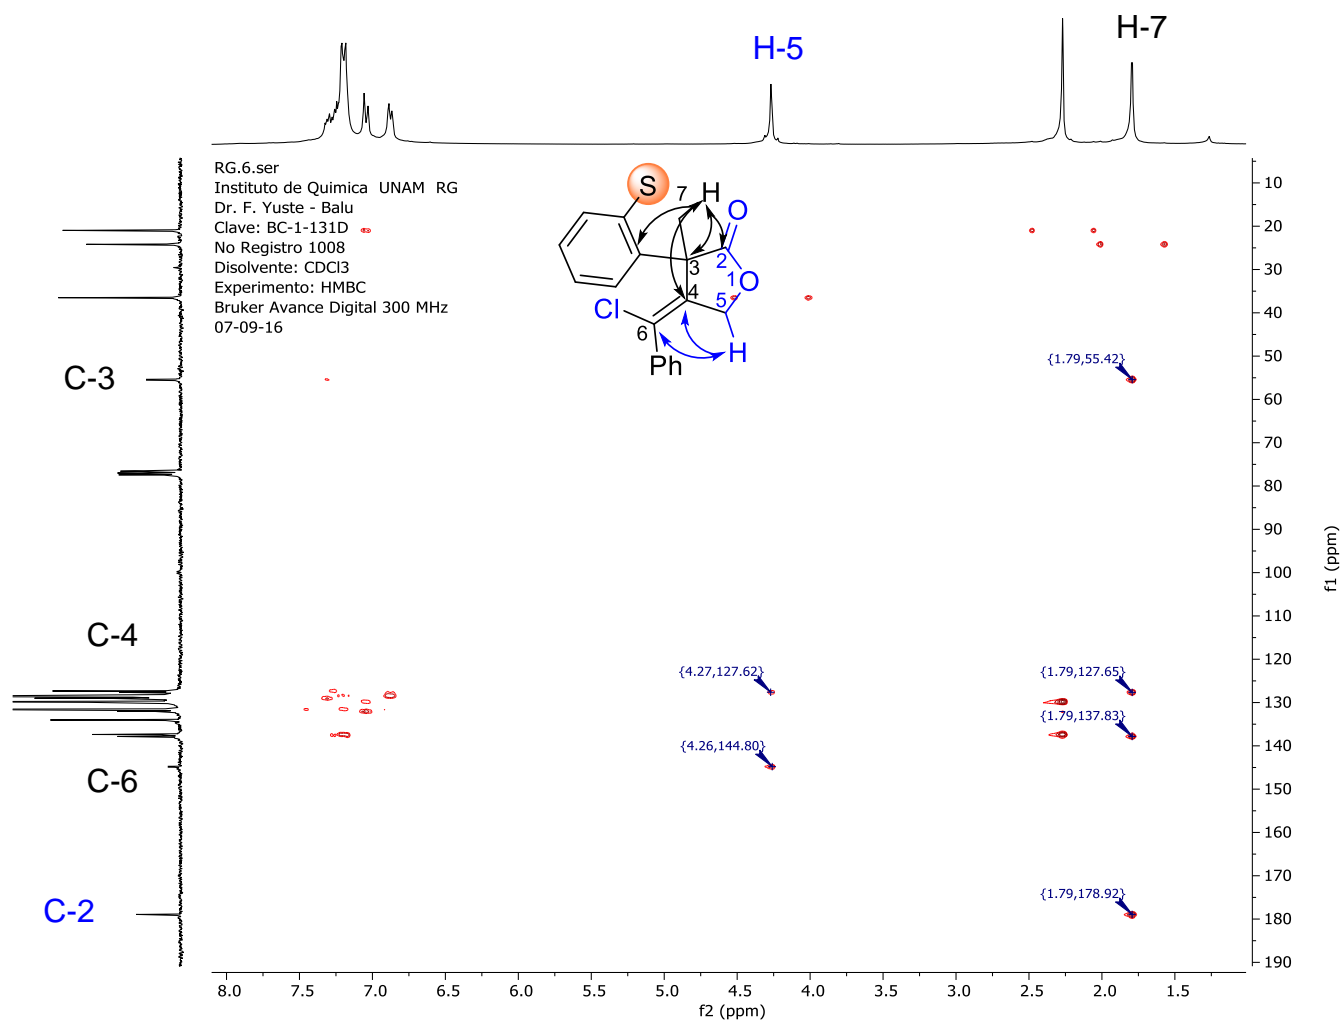 H-5
H-7
RG.6.ser
Instituto de Quimica UNAM RG
Dr. F. Yuste - Balu
Clave: BC-1-131D
No Registro 1008
Disolvente: CDCl3
Experimento: HMBC
Bruker Avance Digital 300 MHz
07-09-16
S
7
H
O
2
3
1
O
4
5
Cl
6
H
Ph
C-3
C-4
C-6
C-2
{1.79,55.42}
{4.27,127.62}
{1.79,127.65}
{1.79,137.83}
{4.26,144.80}
{1.79,178.92}
10
20
30
40
50
60
70
80
90
100
110
120
130
140
150
160
170
180
190
f1 (ppm)
8.0 7.5 7.0 6.5 6.0 5.5 5.0 4.5 4.0 3.5 3.0 2.5 2.0 1.5
f2 (ppm)